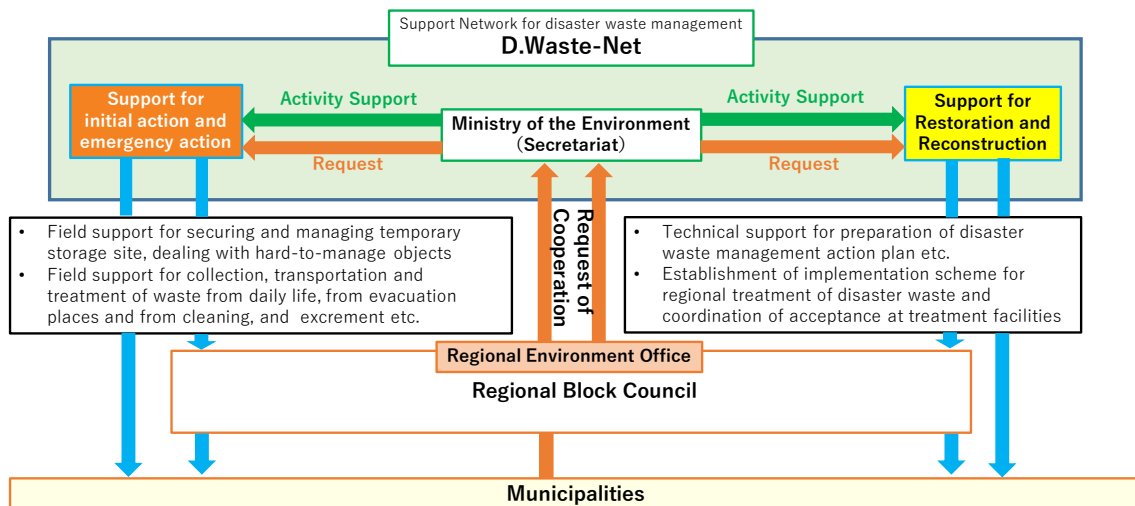 Support Network for disaster waste management
D.Waste-Net
Support for
initial action and
emergency action
Activity Support
Request
Ministry of the Environment
(Secretariat)
Activity Support
Request
Support for
Restoration and
Reconstruction
• Field support for securing and managing temporary
storage site, dealing with hard-to-manage objects
• Field support for collection, transportation and
treatment of waste from daily life, from evacuation
places and from cleaning, and excrement etc.
Request of
Cooperation
• Technical support for preparation of disaster
waste management action plan etc.
• Establishment of implementation scheme for
regional treatment of disaster waste and
coordination of acceptance at treatment facilities
Regional Environment Office
Regional Block Council
Municipalities